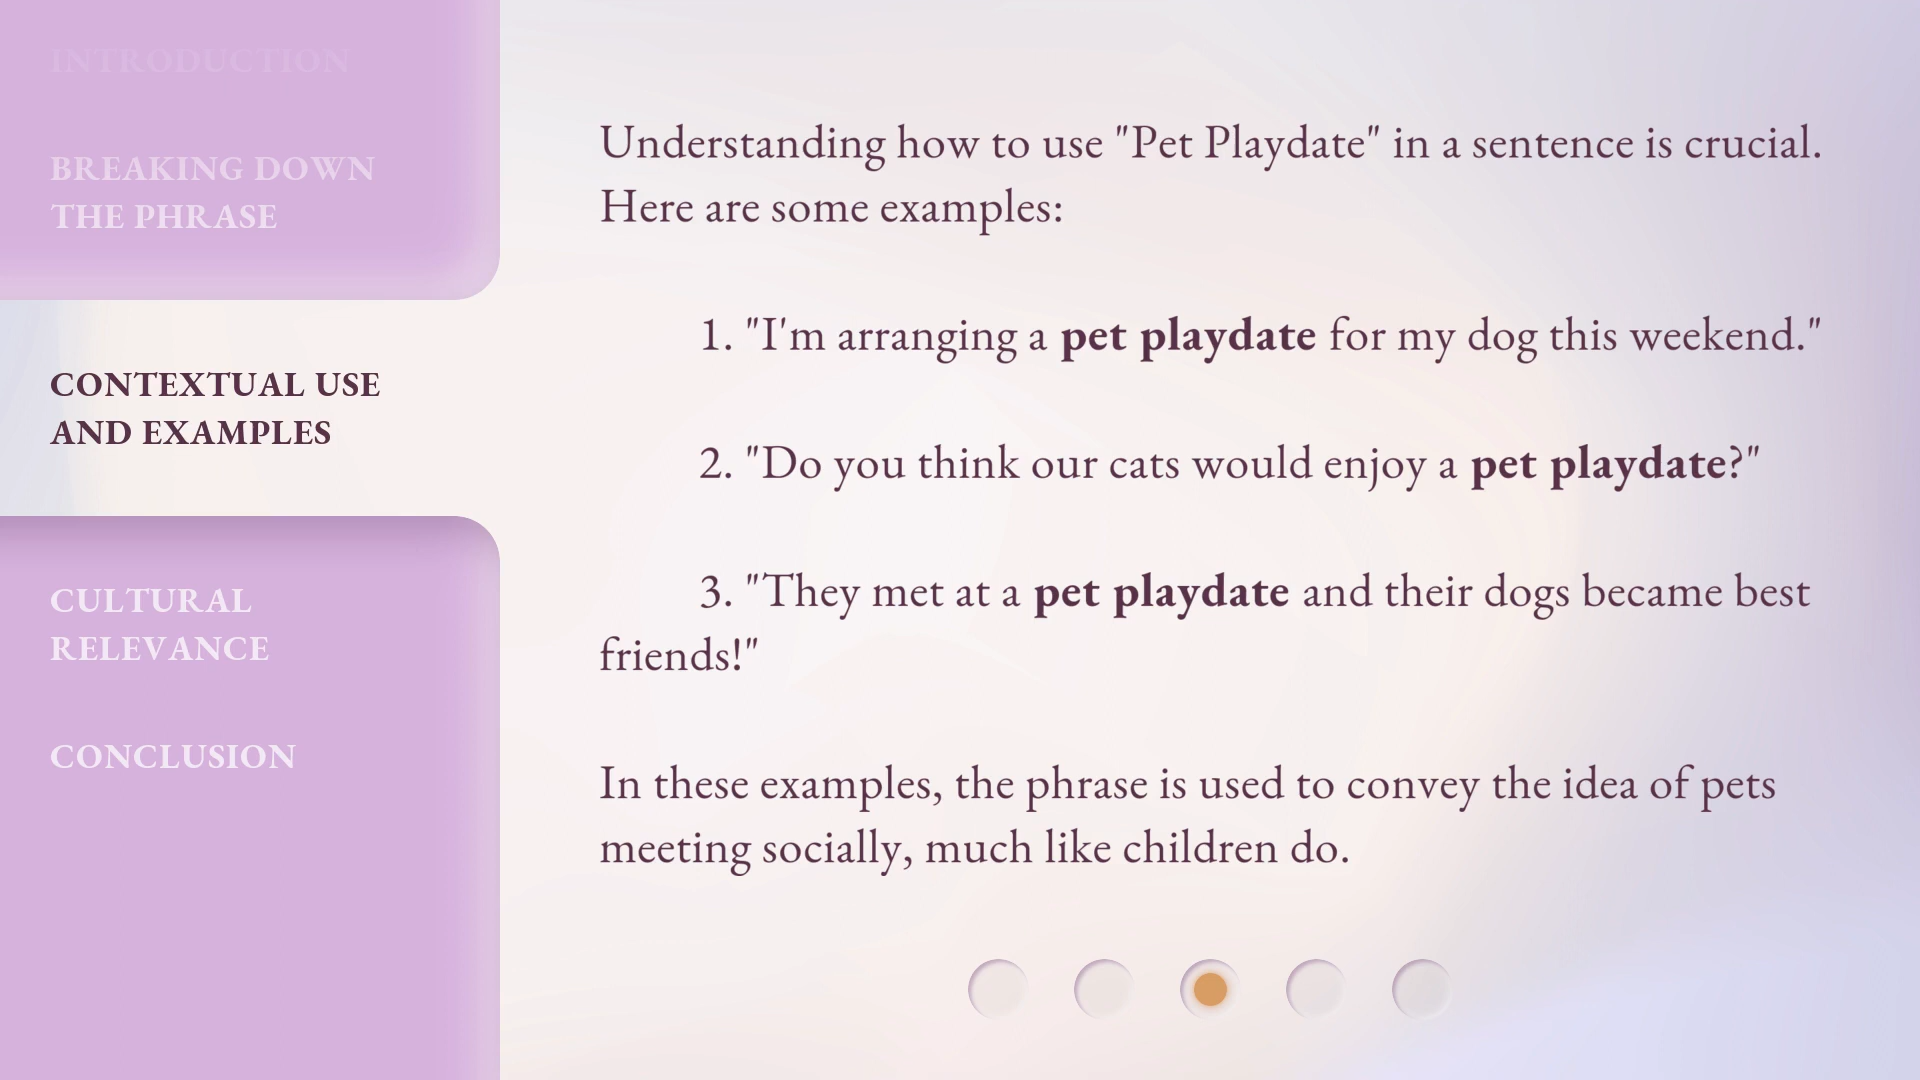 INTRODUCTION
BREAKING DOWN
THE PHRASE
CONTEXTUAL USE
AND EXAMPLES
CULTURAL
RELEVANCE
CONCLUSION
Understanding how to use "Pet Playdate" in a sentence is crucial.
Here are some examples:
1. "I'm arranging a pet playdate for my dog this weekend."
2. "Do you think our cats would enjoy a pet playdate?"
3. "They met at a pet playdate and their dogs became best
friends!"
In these examples, the phrase is used to convey the idea of pets
meeting socially, much like children do.